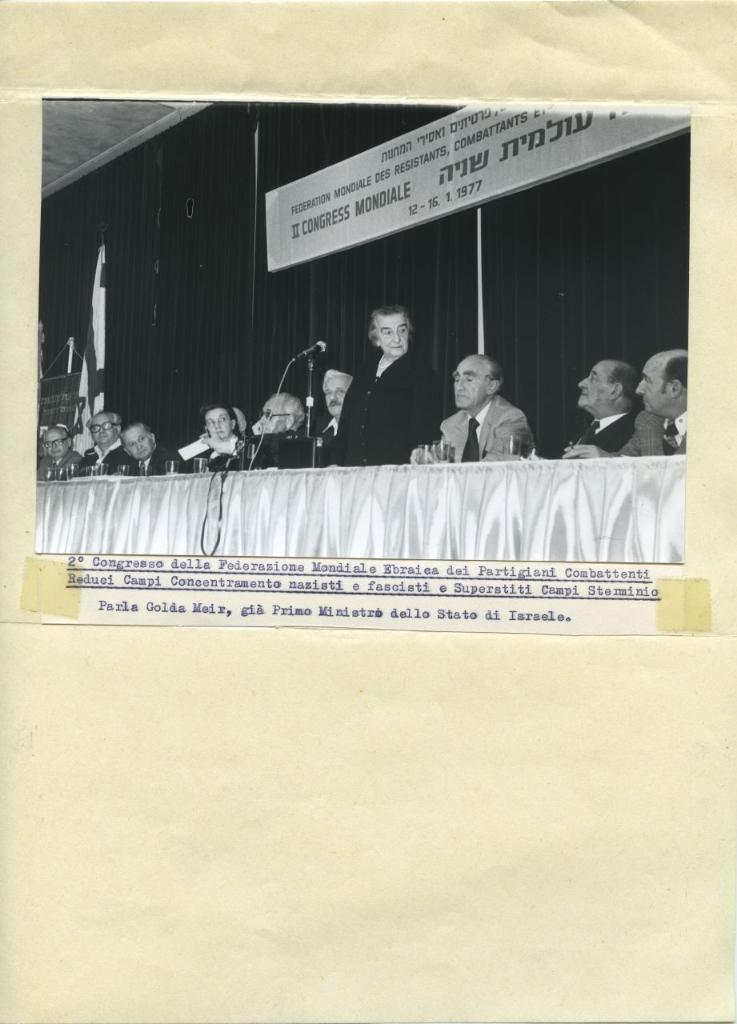 פרטיזנים ואסירי המחנות
FEDERATION MONDIALE DES RESISTANTS, COMBATTANTS ET
עולמית שניה
II CONGRESS MONDIALE
12 - 16. 1. 1977
2° Congresso della Federazione Mondiale Ebraica dei Partigiani Combattenti
Reduci Campi Concentramento nazisti e fascisti e Superstiti Campi Sterminio
Parla Golda Meir, già Primo Ministro dello Stato di Israele.